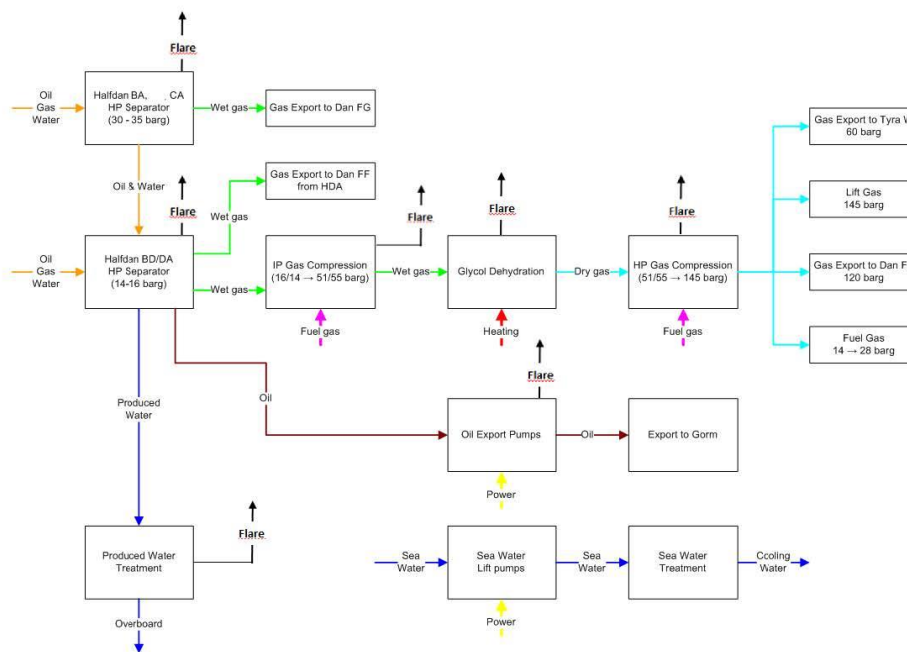 Flare
Oil
Gas
Water
Halfdan BA, , CA
HP Separator
(30 - 35 barg)
Wet gas
Gas Export to Dan FG
Oil & Water
Flare
Wet gas
Gas Export to Dan FF
from HDA
Oil
Gas
Water
Halfdan BD/DA
HP Separator
(14-16 barg)
Wet gas
IP Gas Compression
(16/14 → 51/55 barg)
Flare
Fuel gas
Wet gas
Flare
Glycol Dehydration
Heating
Dry gas
Flare
HP Gas Compression
(51/55 → 145 barg)
Fuel gas
Gas Export to Tyra W
60 barg
Lift Gas
145 barg
Gas Export to Dan F
120 barg
Fuel Gas
14 → 28 barg
Produced
Water
Oil
Flare
Oil Export Pumps
Power
Oil
Export to Gorm
Produced Water
Treatment
Flare
Overboard
Sea
Water
Sea Water
Lift pumps
Power
Sea
Water
Sea Water
Treatment
Ccoling
Water